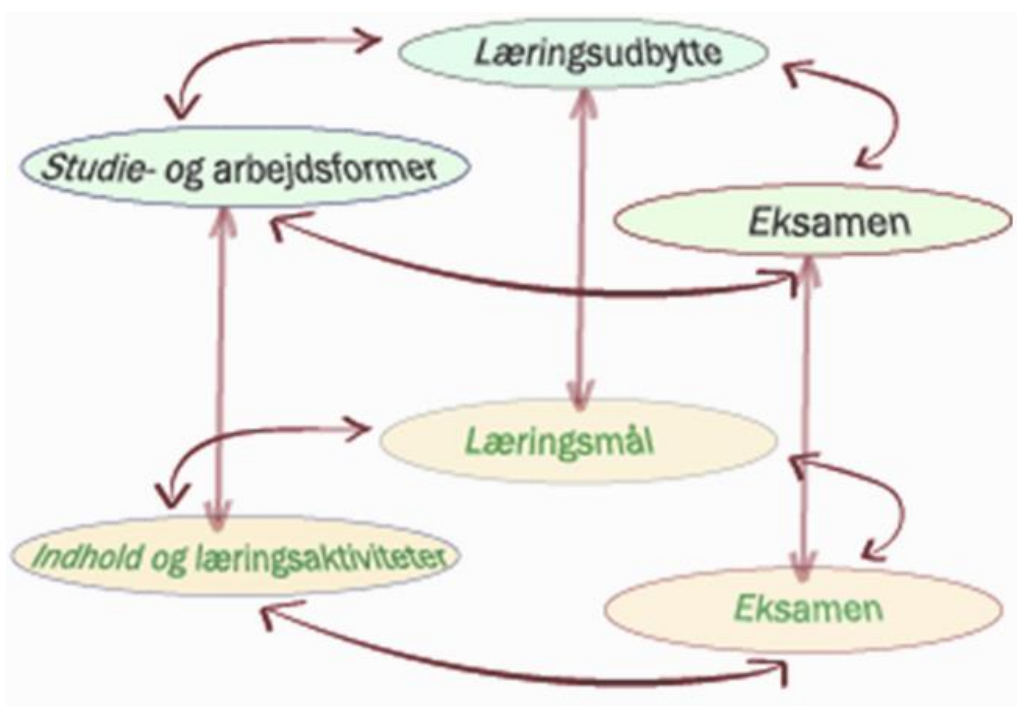 Læringsudbytte
Studie- og arbejdsformer
Eksamen
Læringsmål
Indhold og læringsaktiviteter
Eksamen